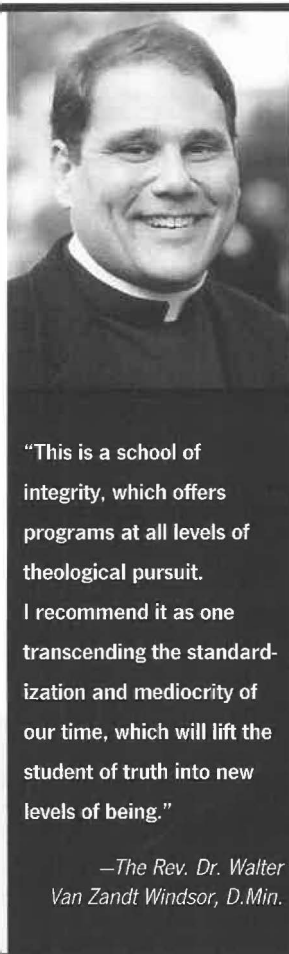 “This is a school of
integrity, which offers
programs at all levels of
theological pursuit.
I recommend it as one
transcending the standard-
ization and mediocrity of
our time, which will lift the
student of truth into new
levels of being.”
—The Rev. Dr. Walter
Van Zandt Windsor, D.Min.